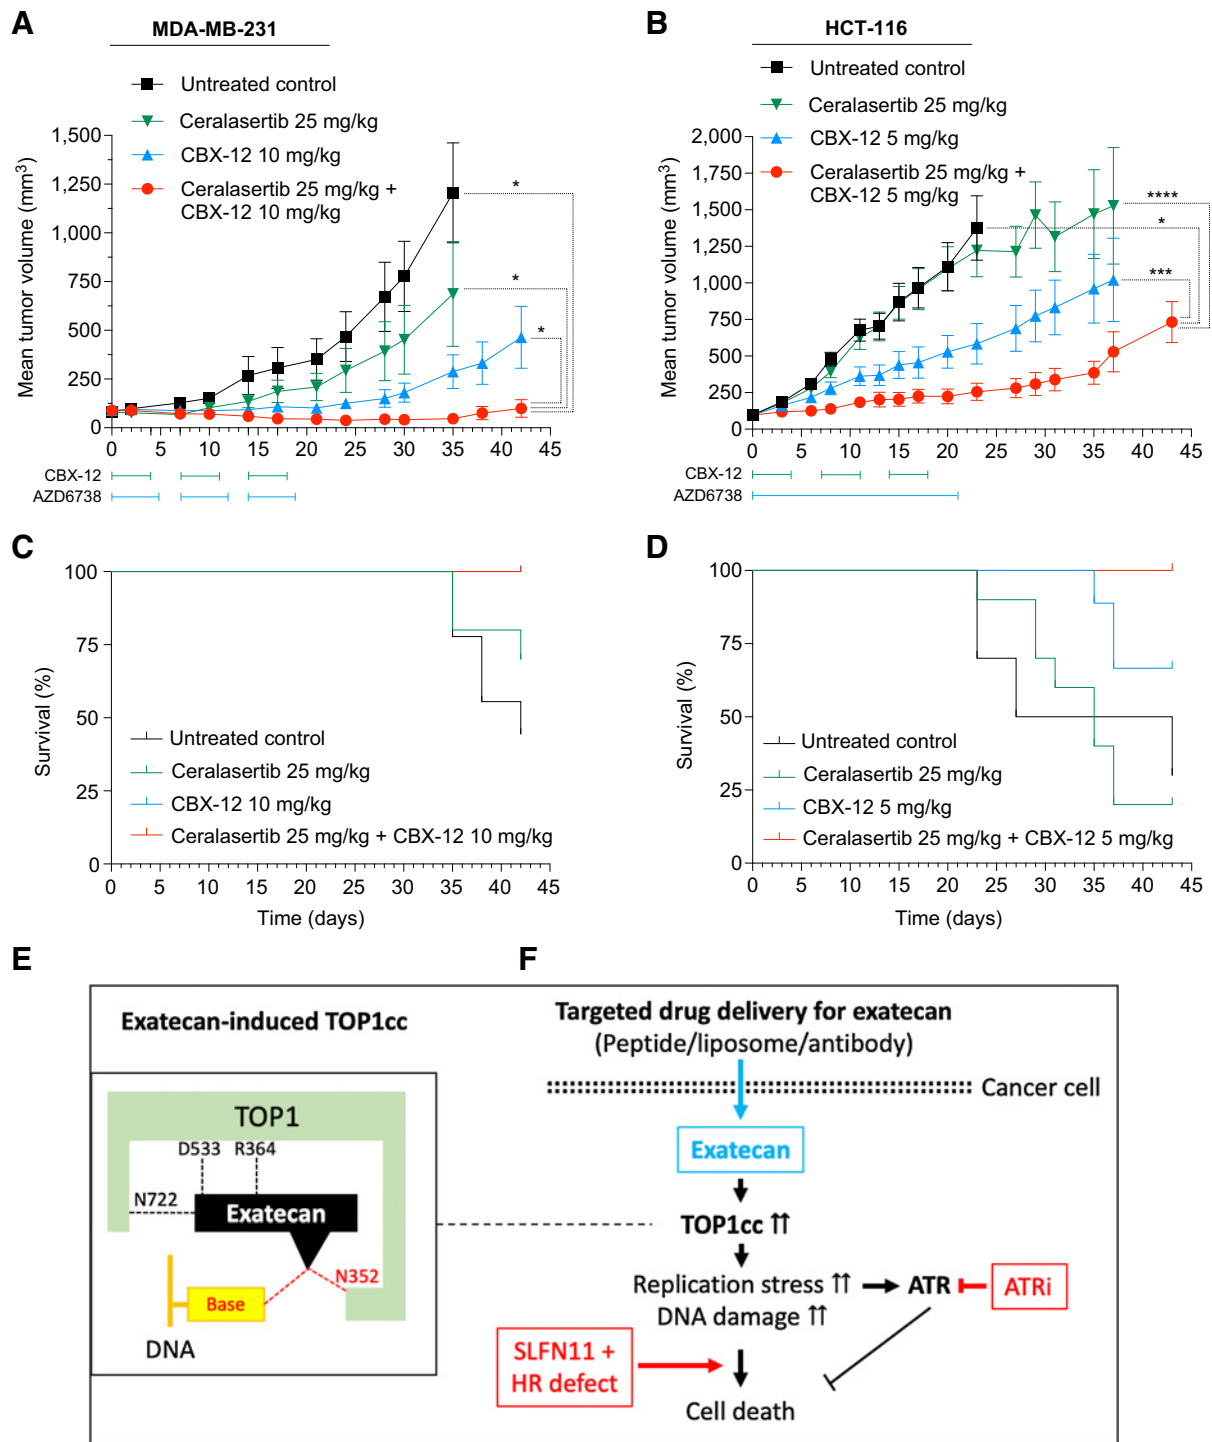 A
MDA-MB-231
Untreated control
Ceralasertib 25 mg/kg
CBX-12 10 mg/kg
Ceralasertib 25 mg/kg +
CBX-12 10 mg/kg
Mean tumor volume (mm³)
1,500
1,250
1,000
750
500
250
0
*
*
*
0 5 10 15 20 25 30 35 40 45
CBX-12
AZD6738
B
HCT-116
Untreated control
Ceralasertib 25 mg/kg
CBX-12 5 mg/kg
Ceralasertib 25 mg/kg +
CBX-12 5 mg/kg
Mean tumor volume (mm³)
2,000
1,750
1,500
1,250
1,000
750
500
250
0
****
*
***
0 5 10 15 20 25 30 35 40 45
CBX-12
AZD6738
C
Survival (%)
100
75
50
25
0
Untreated control
Ceralasertib 25 mg/kg
CBX-12 10 mg/kg
Ceralasertib 25 mg/kg + CBX-12 10 mg/kg
0 5 10 15 20 25 30 35 40 45
Time (days)
D
Survival (%)
100
75
50
25
0
Untreated control
Ceralasertib 25 mg/kg
CBX-12 5 mg/kg
Ceralasertib 25 mg/kg + CBX-12 5 mg/kg
0 5 10 15 20 25 30 35 40 45
Time (days)
E
Exatecan-induced TOP1cc
TOP1
D533 R364
N722
Exatecan
N352
Base
DNA
F
Targeted drug delivery for exatecan
(Peptide/liposome/antibody)
Cancer cell
Exatecan
TOP1cc ⇈
Replication stress ⇈
DNA damage ⇈
ATR
ATRi
SLFN11 +
HR defect
Cell death